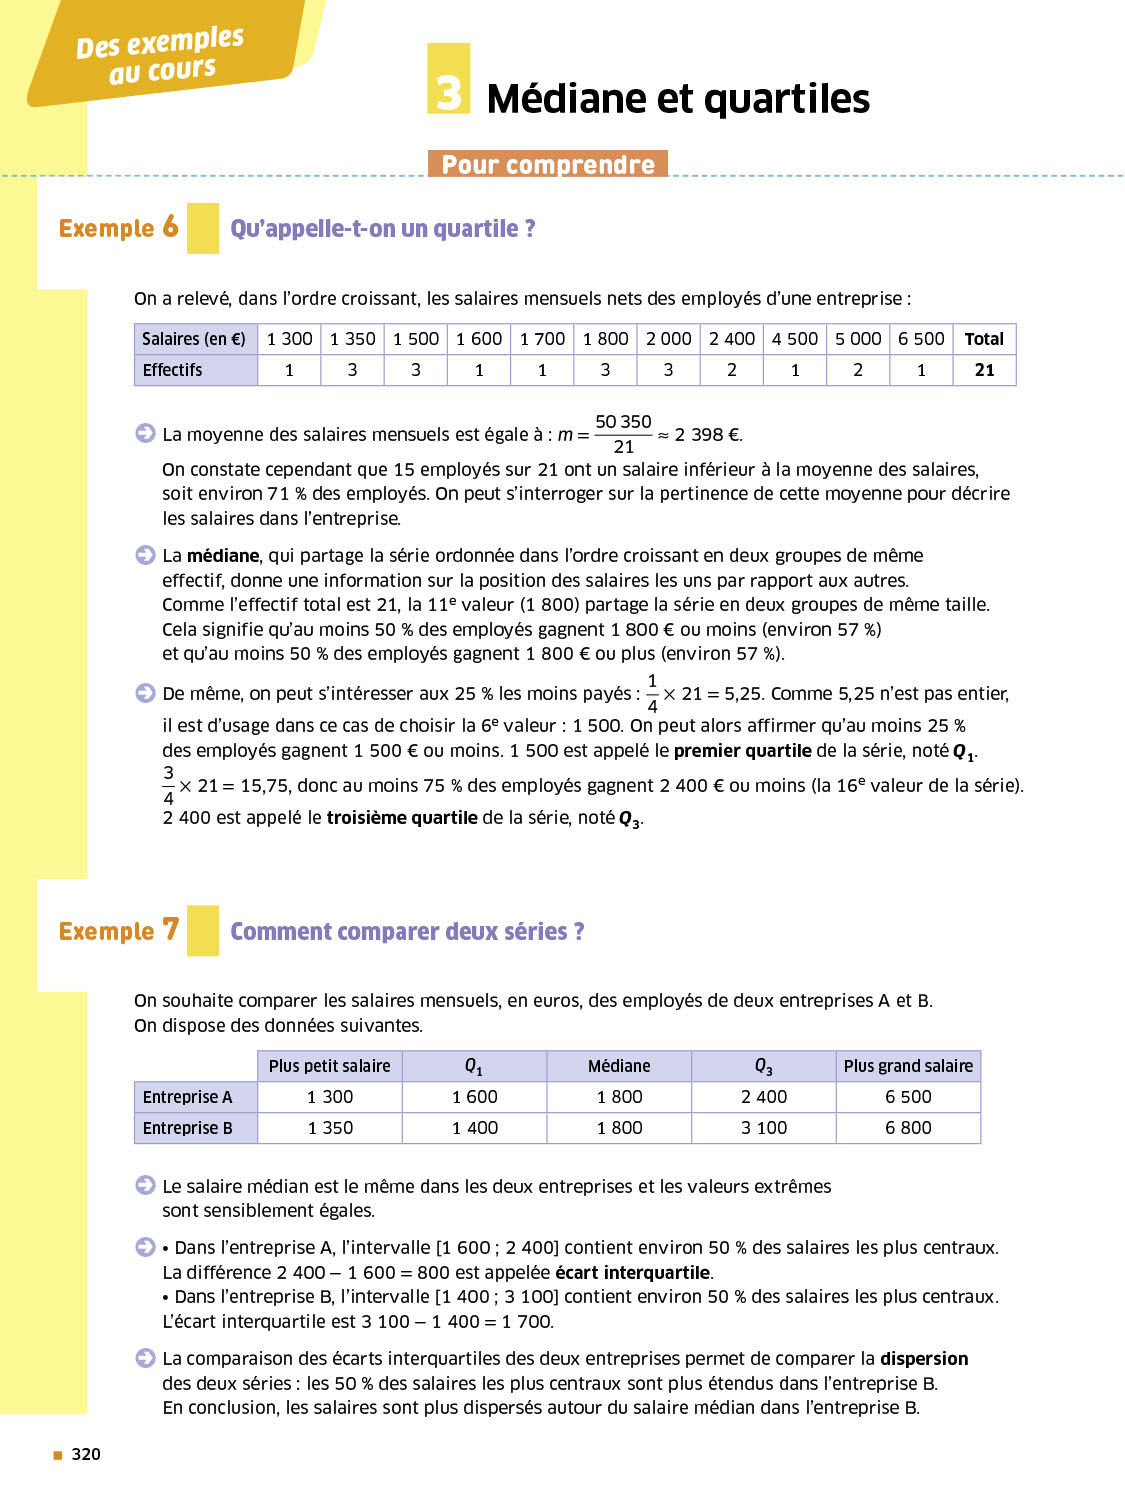 Des exemples
au cours
3 Médiane et quartiles
Pour comprendre
Exemple 6 Qu'appelle-t-on un quartile ?
On a relevé, dans l'ordre croissant, les salaires mensuels nets des employés d'une entreprise :
Salaires (en €) 1 300 1 350 1 500 1 600 1 700 1 800 2 000 2 400 4 500 5 000 6 500 Total
Effectifs 1 3 3 1 1 3 3 2 1 2 1 21
La moyenne des salaires mensuels est égale à : m = 50 350/21 ≈ 2 398 €.
On constate cependant que 15 employés sur 21 ont un salaire inférieur à la moyenne des salaires,
soit environ 71 % des employés. On peut s'interroger sur la pertinence de cette moyenne pour décrire
les salaires dans l'entreprise.
La médiane, qui partage la série ordonnée dans l'ordre croissant en deux groupes de même
effectif, donne une information sur la position des salaires les uns par rapport aux autres.
Comme l'effectif total est 21, la 11e valeur (1 800) partage la série en deux groupes de même taille.
Cela signifie qu'au moins 50 % des employés gagnent 1 800 € ou moins (environ 57 %)
et qu'au moins 50 % des employés gagnent 1 800 € ou plus (environ 57 %).
De même, on peut s'intéresser aux 25 % les moins payés : 1/4 × 21 = 5,25. Comme 5,25 n'est pas entier,
il est d'usage dans ce cas de choisir la 6e valeur : 1 500. On peut alors affirmer qu'au moins 25 %
des employés gagnent 1 500 € ou moins. 1 500 est appelé le premier quartile de la série, noté Q1.
3/4 × 21 = 15,75, donc au moins 75 % des employés gagnent 2 400 € ou moins (la 16e valeur de la série).
2 400 est appelé le troisième quartile de la série, noté Q3.
Exemple 7 Comment comparer deux séries ?
On souhaite comparer les salaires mensuels, en euros, des employés de deux entreprises A et B.
On dispose des données suivantes.
Plus petit salaire Q1 Médiane Q3 Plus grand salaire
Entreprise A 1 300 1 600 1 800 2 400 6 500
Entreprise B 1 350 1 400 1 800 3 100 6 800
Le salaire médian est le même dans les deux entreprises et les valeurs extrêmes
sont sensiblement égales.
• Dans l'entreprise A, l'intervalle [1 600 ; 2 400] contient environ 50 % des salaires les plus centraux.
La différence 2 400 – 1 600 = 800 est appelée écart interquartile.
• Dans l'entreprise B, l'intervalle [1 400 ; 3 100] contient environ 50 % des salaires les plus centraux.
L'écart interquartile est 3 100 – 1 400 = 1 700.
La comparaison des écarts interquartiles des deux entreprises permet de comparer la dispersion
des deux séries : les 50 % des salaires les plus centraux sont plus étendus dans l'entreprise B.
En conclusion, les salaires sont plus dispersés autour du salaire médian dans l'entreprise B.
320